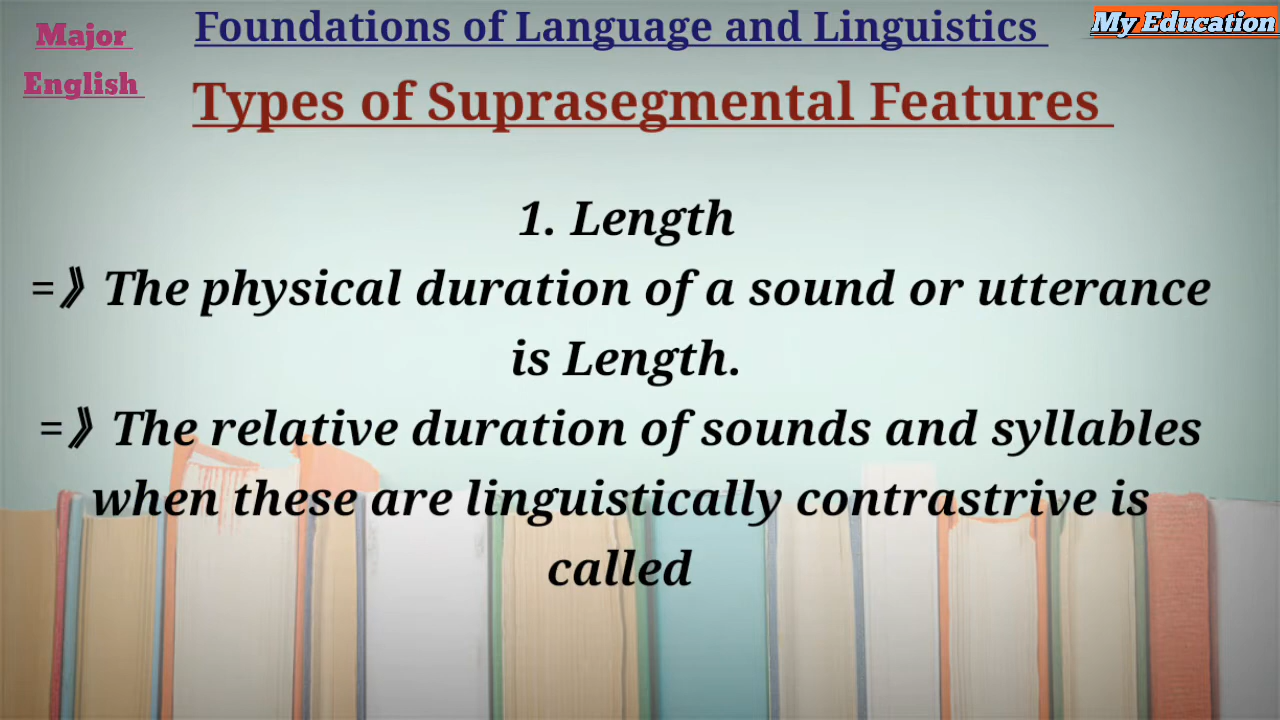 Major
English
Foundations of Language and Linguistics
My Education
Types of Suprasegmental Features
1. Length
=》The physical duration of a sound or utterance
is Length.
=》The relative duration of sounds and syllables
when these are linguistically contrastrive is
called